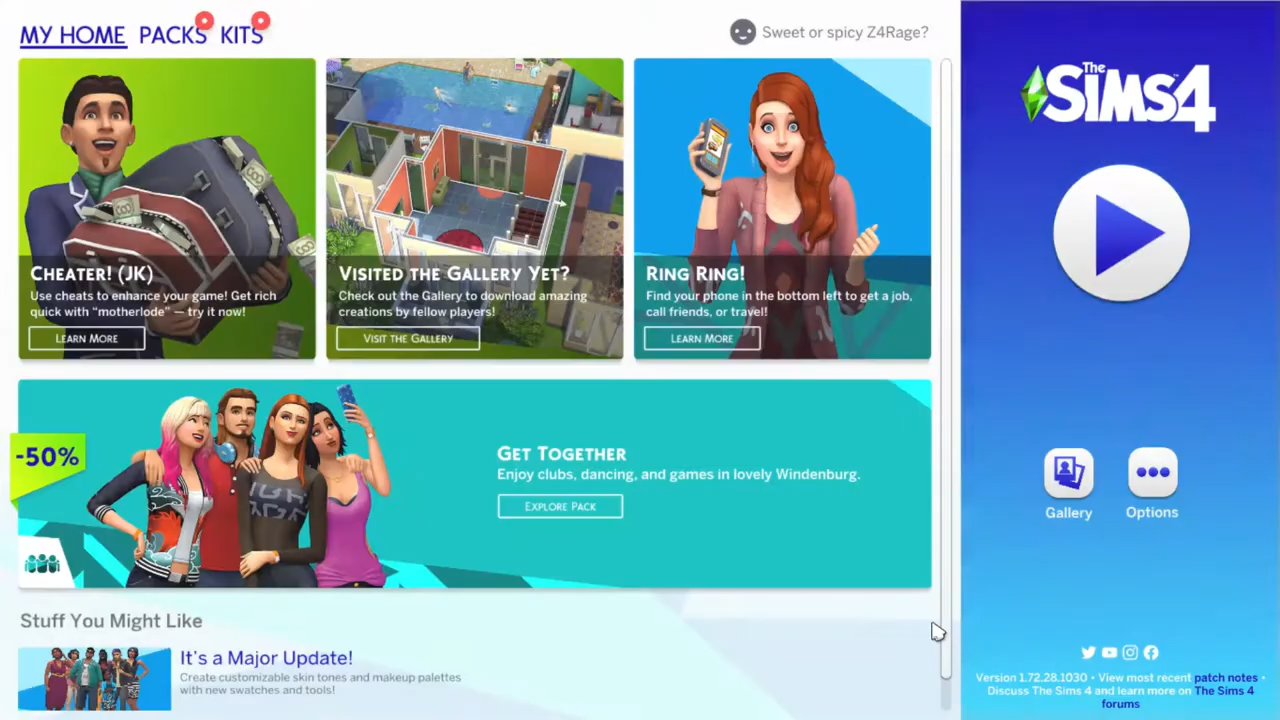 MY HOME PACKS KITS
Sweet or spicy Z4Rage?
CHEATER! (JK)
Use cheats to enhance your game! Get rich
quick with "motherlode" — try it now!
LEARN MORE
VISITED THE GALLERY YET?
Check out the Gallery to download amazing
creations by fellow players!
VISIT THE GALLERY
RING RING!
Find your phone in the bottom left to get a job,
call friends, or travel!
LEARN MORE
-50%
GET TOGETHER
Enjoy clubs, dancing, and games in lovely Windenburg.
EXPLORE PACK
Stuff You Might Like
It's a Major Update!
Create customizable skin tones and makeup palettes
with new swatches and tools!
The
SiMS4
Gallery
Options
Version 1.72.28.1030 • View most recent patch notes •
Discuss The Sims 4 and learn more on The Sims 4
forums